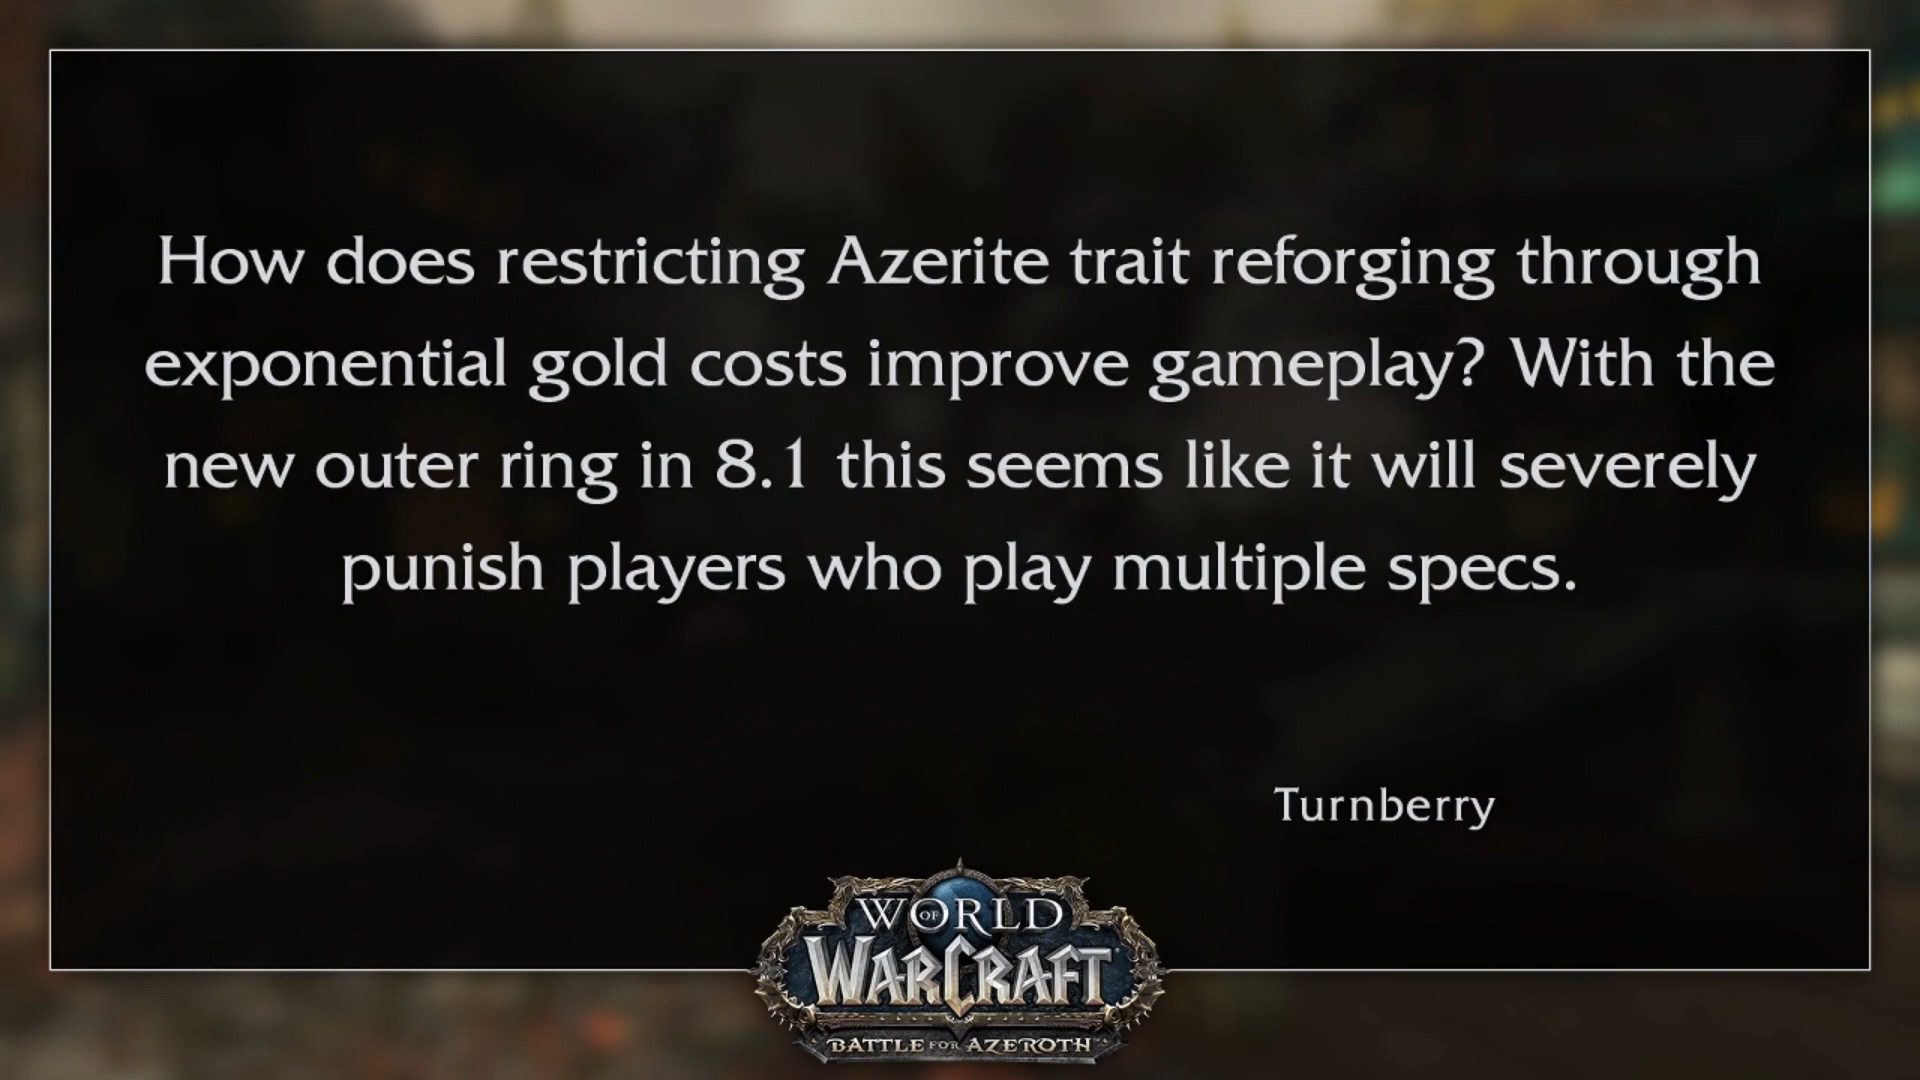 How does restricting Azerite trait reforging through
exponential gold costs improve gameplay? With the
new outer ring in 8.1 this seems like it will severely
punish players who play multiple specs.
Turnberry
WORLD
OF
WARCRAFT
BATTLE FOR AZEROTH